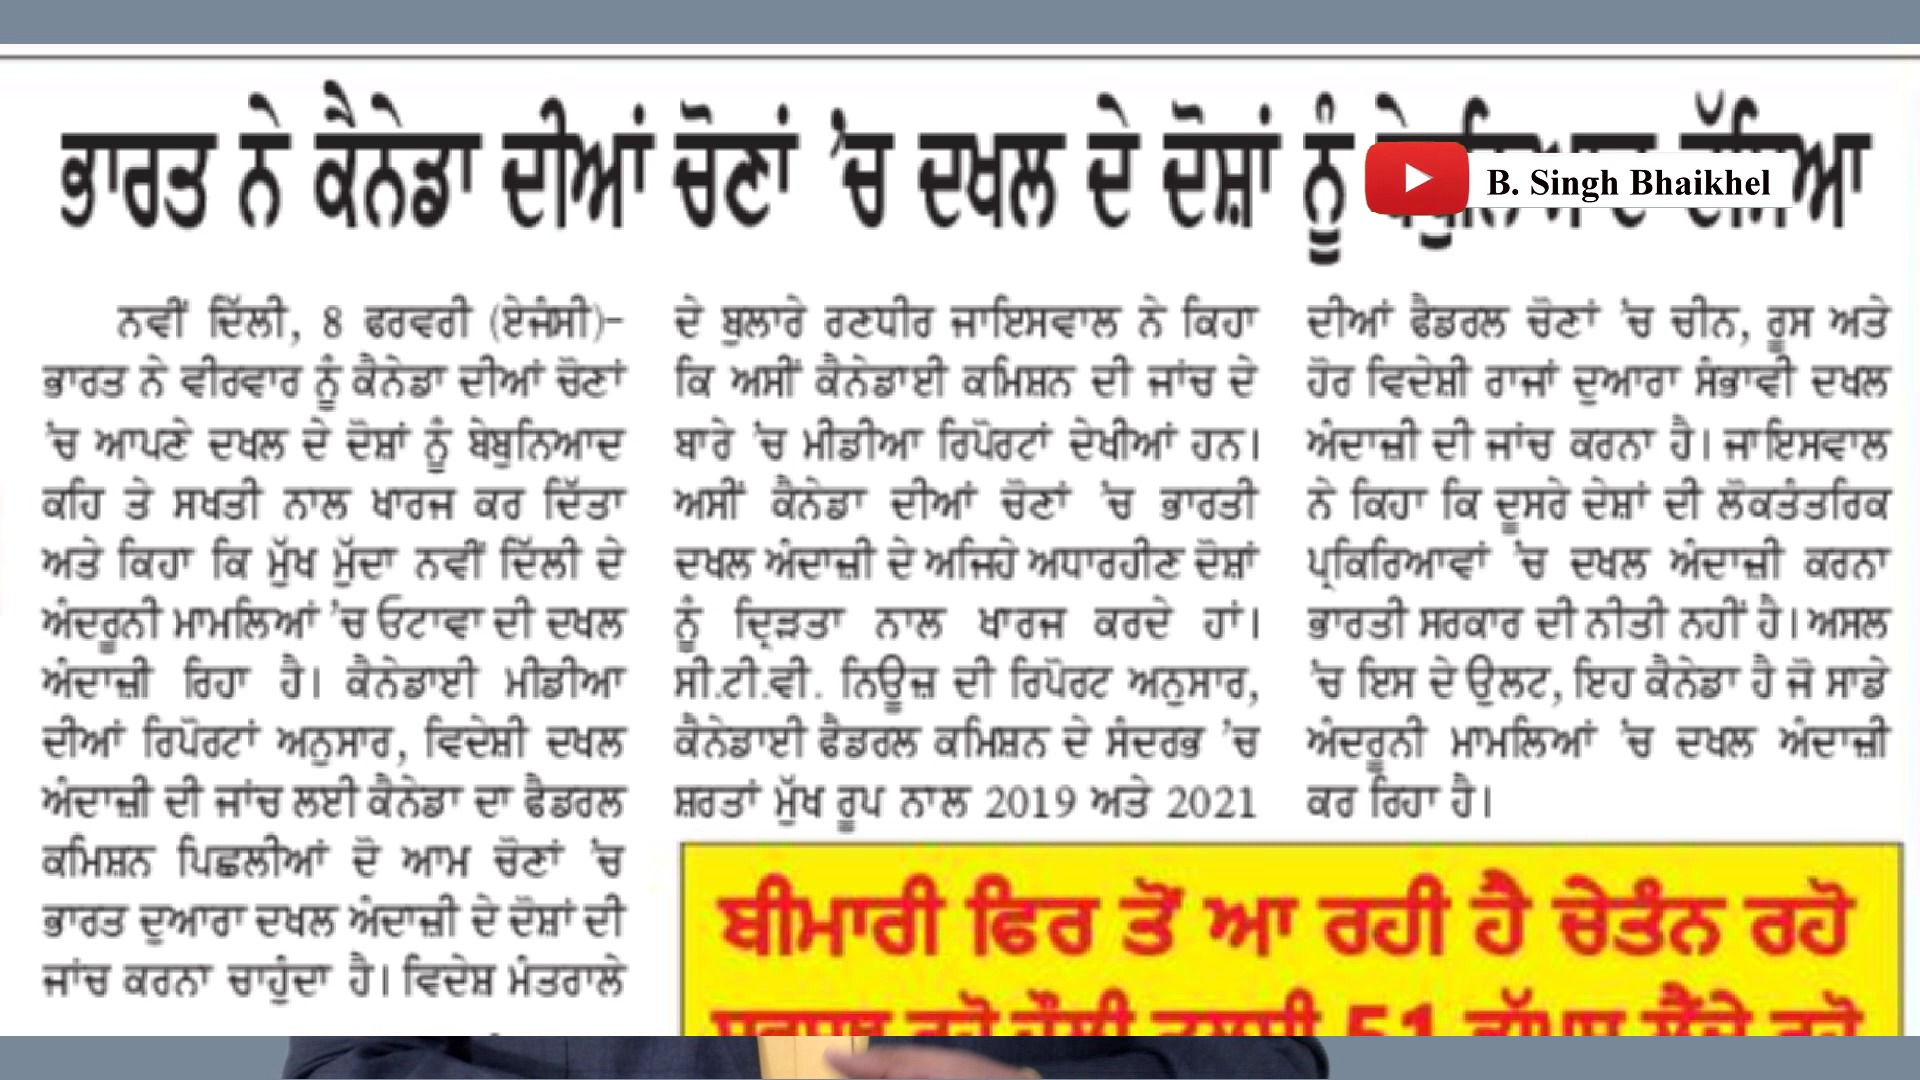 ਭਾਰਤ ਨੇ ਕੈਨੇਡਾ ਦੀਆਂ ਚੋਣਾਂ 'ਚ ਦਖਲ ਦੇ ਦੋਸ਼ਾਂ ਨੂੰ
B. Singh Bhaikhel
ਨਵੀਂ ਦਿੱਲੀ, 8 ਫਰਵਰੀ (ਏਜੰਸੀ)-
ਭਾਰਤ ਨੇ ਵੀਰਵਾਰ ਨੂੰ ਕੈਨੇਡਾ ਦੀਆਂ ਚੋਣਾਂ
'ਚ ਆਪਣੇ ਦਖਲ ਦੇ ਦੋਸ਼ਾਂ ਨੂੰ ਬੇਬੁਨਿਆਦ
ਕਹਿ ਤੇ ਸਖਤੀ ਨਾਲ ਖਾਰਜ ਕਰ ਦਿੱਤਾ
ਅਤੇ ਕਿਹਾ ਕਿ ਮੁੱਖ ਮੁੱਦਾ ਨਵੀਂ ਦਿੱਲੀ ਦੇ
ਅੰਦਰੂਨੀ ਮਾਮਲਿਆਂ 'ਚ ਓਟਾਵਾ ਦੀ ਦਖਲ
ਅੰਦਾਜ਼ੀ ਰਿਹਾ ਹੈ। ਕੈਨੇਡਾਈ ਮੀਡੀਆ
ਦੀਆਂ ਰਿਪੋਰਟਾਂ ਅਨੁਸਾਰ, ਵਿਦੇਸ਼ੀ ਦਖਲ
ਅੰਦਾਜ਼ੀ ਦੀ ਜਾਂਚ ਲਈ ਕੈਨੇਡਾ ਦਾ ਫੈਡਰਲ
ਕਮਿਸ਼ਨ ਪਿਛਲੀਆਂ ਦੋ ਆਮ ਚੋਣਾਂ 'ਚ
ਭਾਰਤ ਦੁਆਰਾ ਦਖਲ ਅੰਦਾਜ਼ੀ ਦੇ ਦੋਸ਼ਾਂ ਦੀ
ਜਾਂਚ ਕਰਨਾ ਚਾਹੁੰਦਾ ਹੈ। ਵਿਦੇਸ਼ ਮੰਤਰਾਲੇ
ਦੇ ਬੁਲਾਰੇ ਰਣਧੀਰ ਜਾਇਸਵਾਲ ਨੇ ਕਿਹਾ
ਕਿ ਅਸੀਂ ਕੈਨੇਡਾਈ ਕਮਿਸ਼ਨ ਦੀ ਜਾਂਚ ਦੇ
ਬਾਰੇ 'ਚ ਮੀਡੀਆ ਰਿਪੋਰਟਾਂ ਦੇਖੀਆਂ ਹਨ।
ਅਸੀਂ ਕੈਨੇਡਾ ਦੀਆਂ ਚੋਣਾਂ 'ਚ ਭਾਰਤੀ
ਦਖਲ ਅੰਦਾਜ਼ੀ ਦੇ ਅਜਿਹੇ ਅਧਾਰਹੀਣ ਦੋਸ਼ਾਂ
ਨੂੰ ਦ੍ਰਿੜਤਾ ਨਾਲ ਖਾਰਜ ਕਰਦੇ ਹਾਂ।
ਸੀ.ਟੀ.ਵੀ. ਨਿਊਜ਼ ਦੀ ਰਿਪੋਰਟ ਅਨੁਸਾਰ,
ਕੈਨੇਡਾਈ ਫੈਡਰਲ ਕਮਿਸ਼ਨ ਦੇ ਸੰਦਰਭ 'ਚ
ਸ਼ਰਤਾਂ ਮੁੱਖ ਰੂਪ ਨਾਲ 2019 ਅਤੇ 2021
ਦੀਆਂ ਫੈਡਰਲ ਚੋਣਾਂ 'ਚ ਚੀਨ, ਰੂਸ ਅਤੇ
ਹੋਰ ਵਿਦੇਸ਼ੀ ਰਾਜਾਂ ਦੁਆਰਾ ਸੰਭਾਵੀ ਦਖਲ
ਅੰਦਾਜ਼ੀ ਦੀ ਜਾਂਚ ਕਰਨਾ ਹੈ। ਜਾਇਸਵਾਲ
ਨੇ ਕਿਹਾ ਕਿ ਦੂਸਰੇ ਦੇਸ਼ਾਂ ਦੀ ਲੋਕਤੰਤਰਿਕ
ਪ੍ਰਕਿਰਿਆਵਾਂ 'ਚ ਦਖਲ ਅੰਦਾਜ਼ੀ ਕਰਨਾ
ਭਾਰਤੀ ਸਰਕਾਰ ਦੀ ਨੀਤੀ ਨਹੀਂ ਹੈ। ਅਸਲ
'ਚ ਇਸ ਦੇ ਉਲਟ, ਇਹ ਕੈਨੇਡਾ ਹੈ ਜੋ ਸਾਡੇ
ਅੰਦਰੂਨੀ ਮਾਮਲਿਆਂ 'ਚ ਦਖਲ ਅੰਦਾਜ਼ੀ
ਕਰ ਰਿਹਾ ਹੈ।
ਬੀਮਾਰੀ ਫਿਰ ਤੋਂ ਆ ਰਹੀ ਹੈ ਚੇਤੰਨ ਰਹੋ